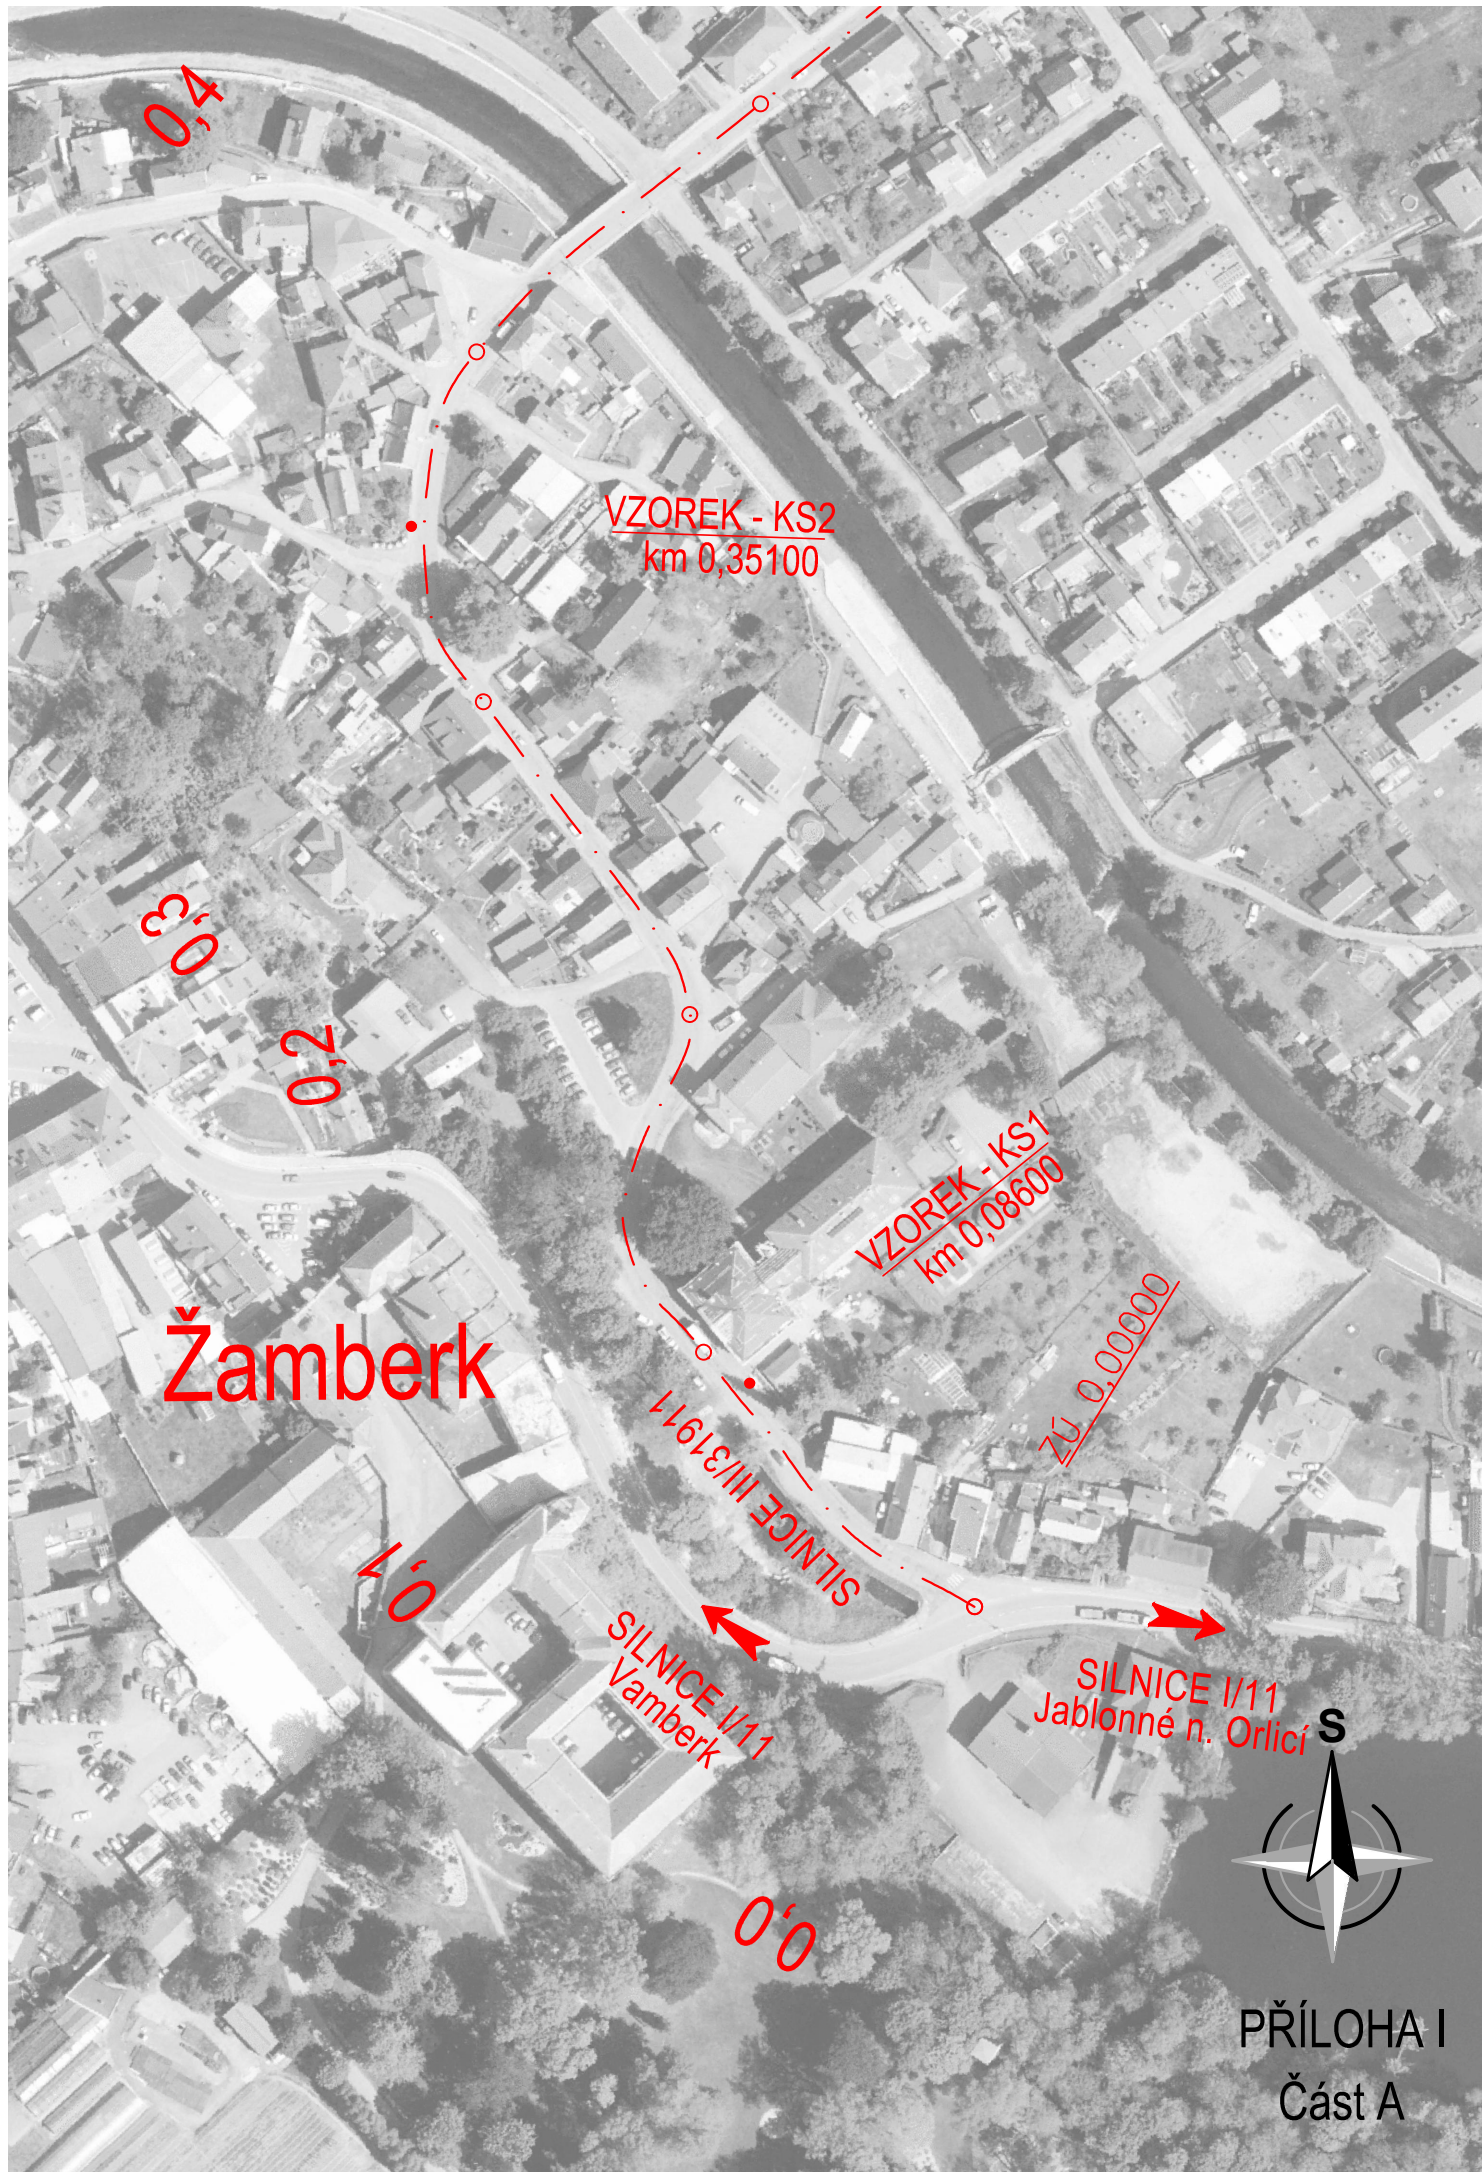 0,4
VZOREK - KS2
km 0,35100
0,3
0,2
VZOREK - KS1
km 0,08600
ZÚ 0,00000
Žamberk
SILNICE III/31911
0,1
SILNICE I/11
Vamberk
SILNICE I/11
Jablonné n. Orlicí
S
0,0
PŘÍLOHA I
Část A